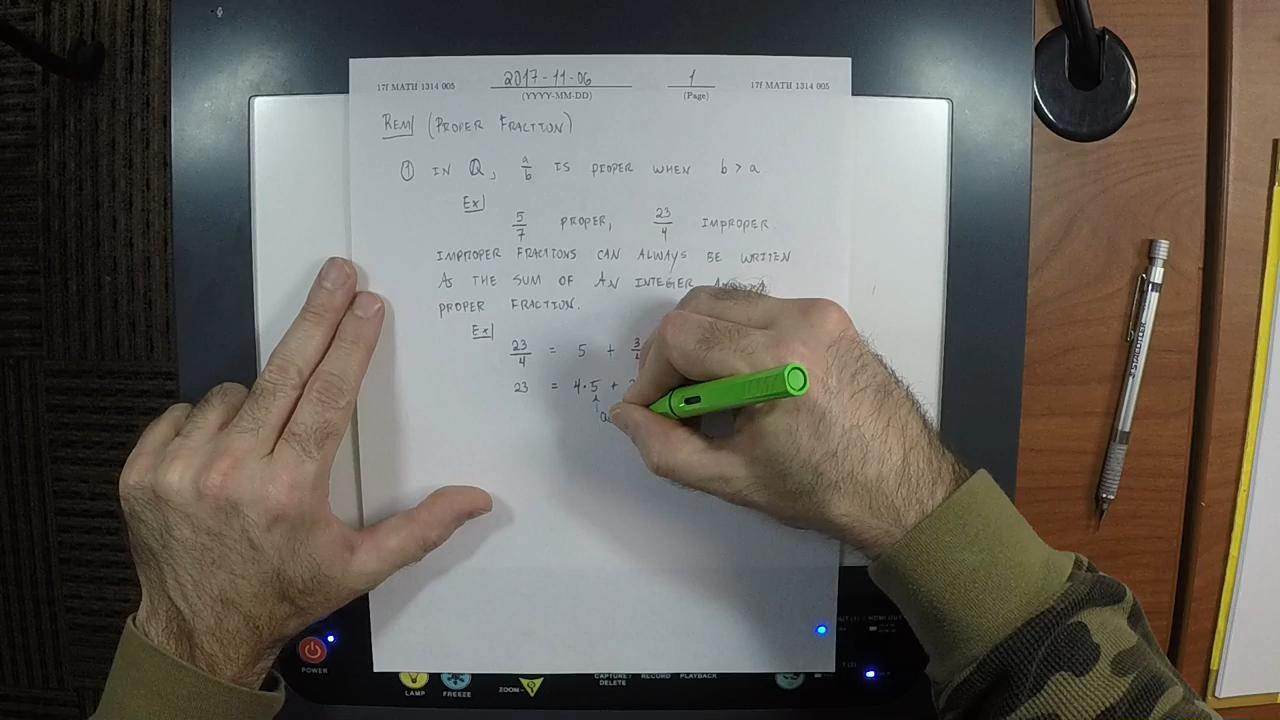 17f MATH 1314 005 2017-11-06 1 17f MATH 1314 005
(YYYY-MM-DD) (Page)
REM (PROPER FRACTION)
① IN ℚ, a/b IS PROPER WHEN b > a
Ex
5/7 PROPER, 23/4 IMPROPER
IMPROPER FRACTIONS CAN ALWAYS BE WRITTEN
AS THE SUM OF AN INTEGER
PROPER FRACTION.
Ex
23/4 = 5 + 3/4
23 = 4·5 +
STAEDTLER
POWER
LAMP FREEZE ZOOM CAPTURE/ DELETE RECORD PLAYBACK